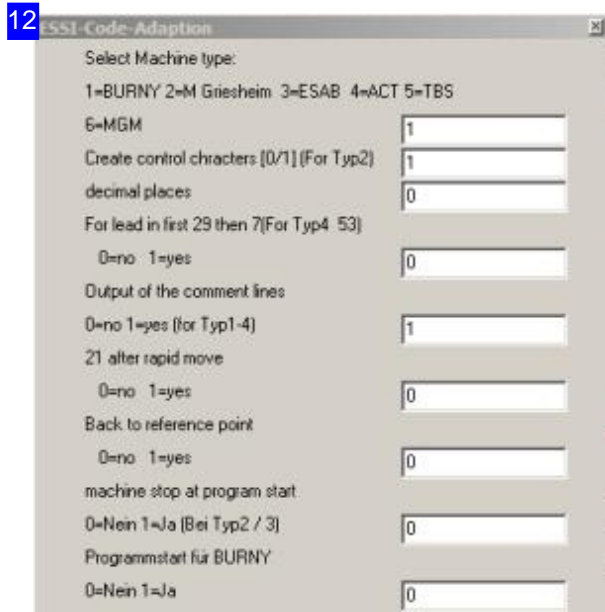 12
ESSI-Code-Adaption
Select Machine type:
1=BURNY 2=M Griesheim 3=ESAB 4=ACT 5=TBS
6=MGM 1
Create control chracters [0/1] (For Typ2) 1
decimal places 0
For lead in first 29 then 7(For Typ4 53)
0=no 1=yes 0
Output of the comment lines
0=no 1=yes (for Typ1-4) 1
21 after rapid move
0=no 1=yes 0
Back to reference point
0=no 1=yes 0
machine stop at program start
0=Nein 1=Ja (Bei Typ2 / 3) 0
Programmstart für BURNY
0=Nein 1=Ja 0